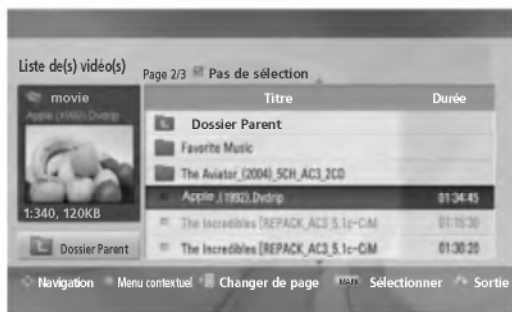 Liste de(s) vidéo(s)
Page 2/3 Pas de sélection
movie
Apple_(1992).Dvdrip
1:340, 120KB
Dossier Parent
Titre Durée
Dossier Parent
Favorite Music
The Aviator_(2004)_5CH_AC3_2CD
Apple_(1992).Dvdrip 01:34:45
The Incredibles [REPACK_AC3_5.1c-CiM 01:15:30
The Incredibles [REPACK_AC3_5.1c-CiM 01:30:20
Navigation Menu contextuel Changer de page MARK Sélectionner Sortie